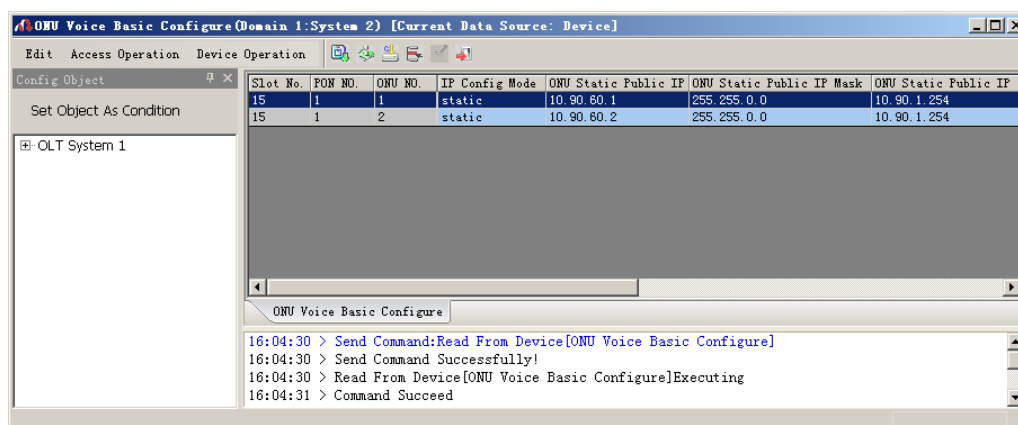 ONU Voice Basic Configure(Domain 1:System 2) [Current Data Source: Device]
Edit Access Operation Device Operation
Config Object
Set Object As Condition
OLT System 1
Slot No. PON NO. ONU NO. IP Config Mode ONU Static Public IP ONU Static Public IP Mask ONU Static Public IP
15 1 1 static 10.90.60.1 255.255.0.0 10.90.1.254
15 1 2 static 10.90.60.2 255.255.0.0 10.90.1.254
ONU Voice Basic Configure
16:04:30 > Send Command:Read From Device[ONU Voice Basic Configure]
16:04:30 > Send Command Successfully!
16:04:30 > Read From Device[ONU Voice Basic Configure]Executing
16:04:31 > Command Succeed